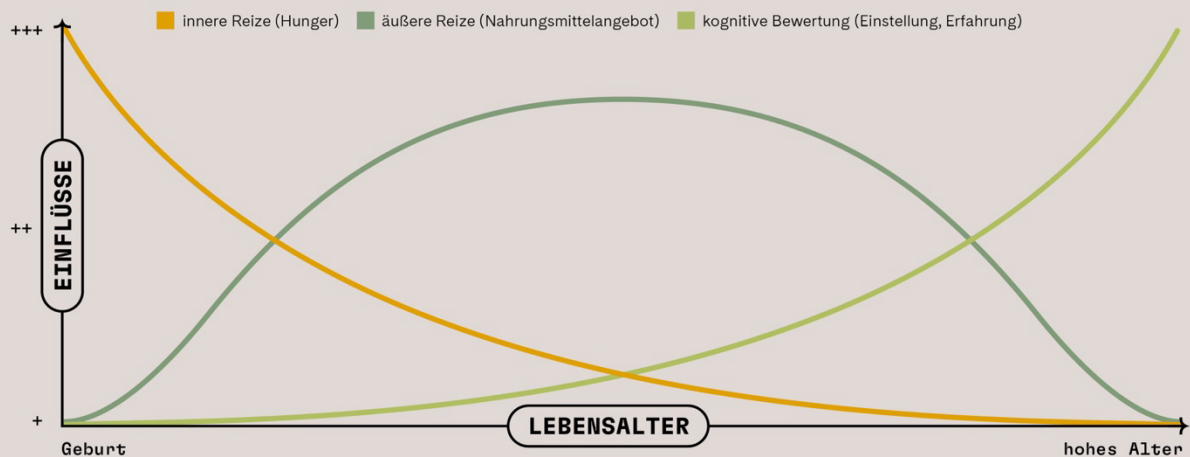 innere Reize (Hunger) äußere Reize (Nahrungsmittelangebot) kognitive Bewertung (Einstellung, Erfahrung)
+++
EINFLÜSSE
++
+
LEBENSALTER
Geburt hohes Alter